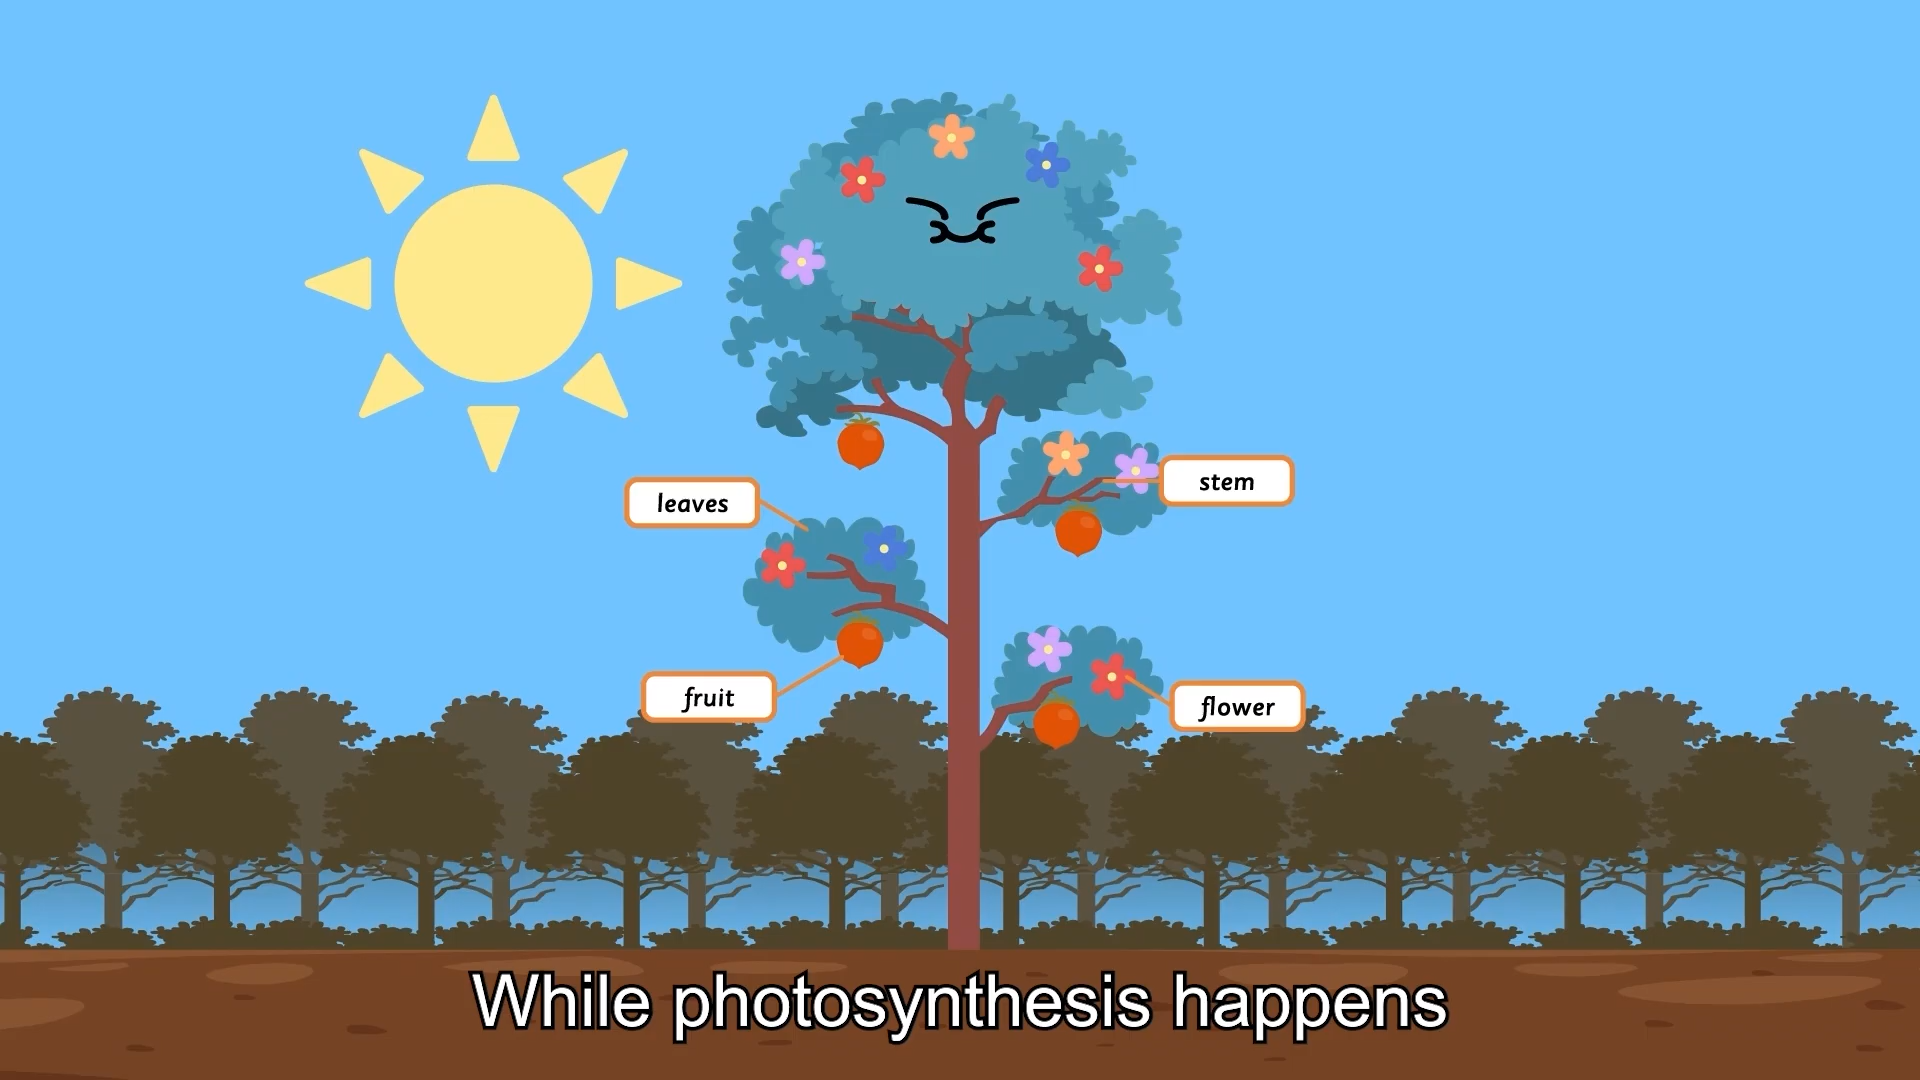 stem
leaves
fruit
flower
While photosynthesis happens